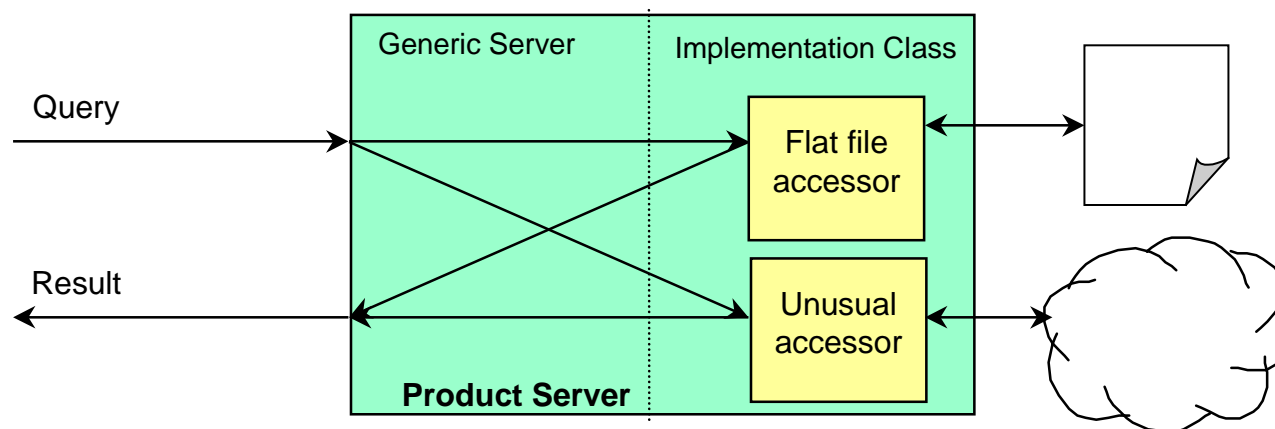 Generic Server
Implementation Class
Query
Flat file
accessor
Result
Unusual
accessor
Product Server